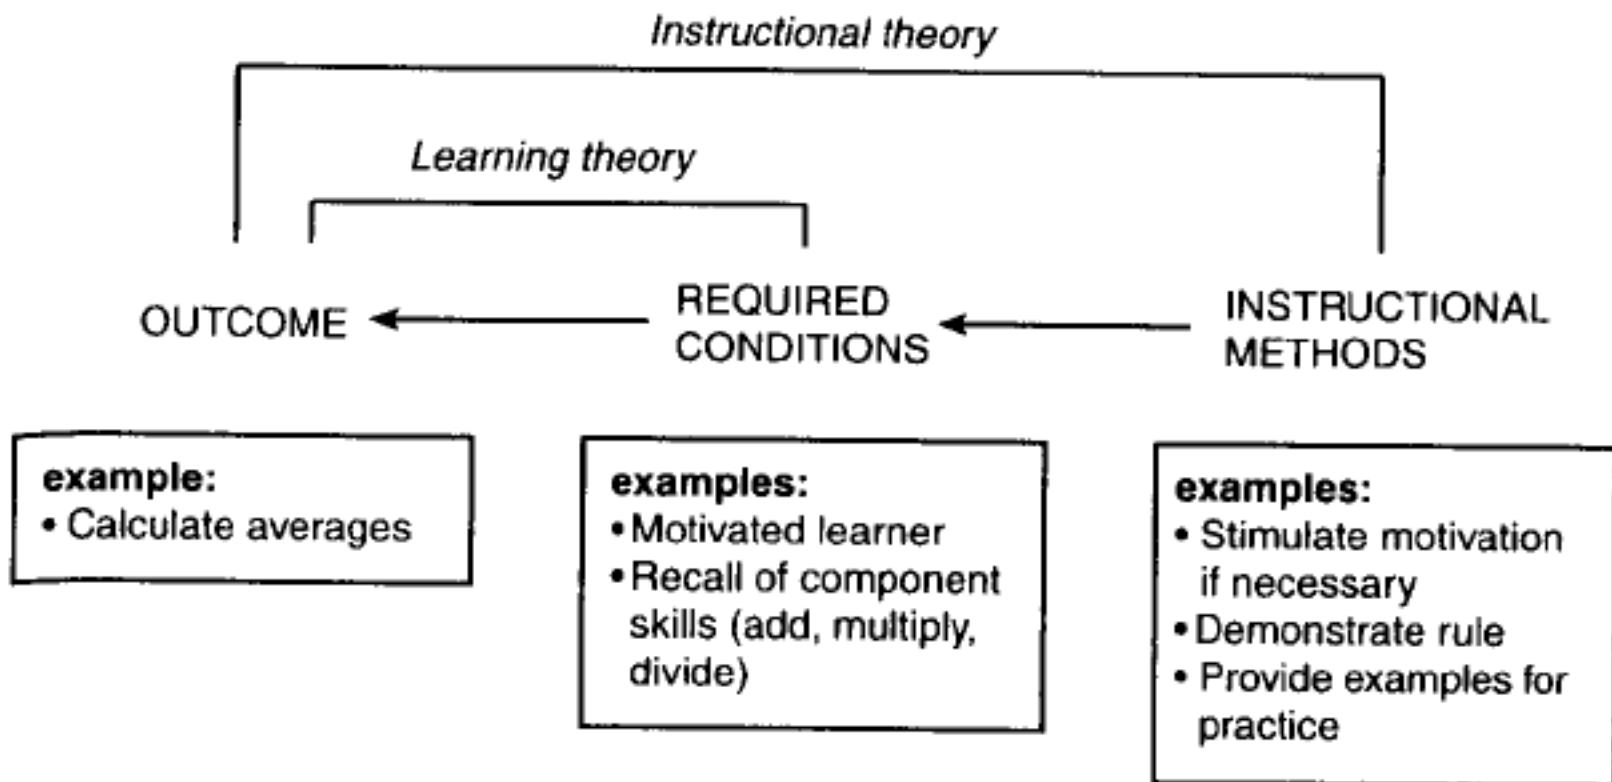 Instructional theory
Learning theory
OUTCOME
REQUIRED
CONDITIONS
INSTRUCTIONAL
METHODS
example:
• Calculate averages
examples:
• Motivated learner
• Recall of component
skills (add, multiply,
divide)
examples:
• Stimulate motivation
if necessary
• Demonstrate rule
• Provide examples for
practice